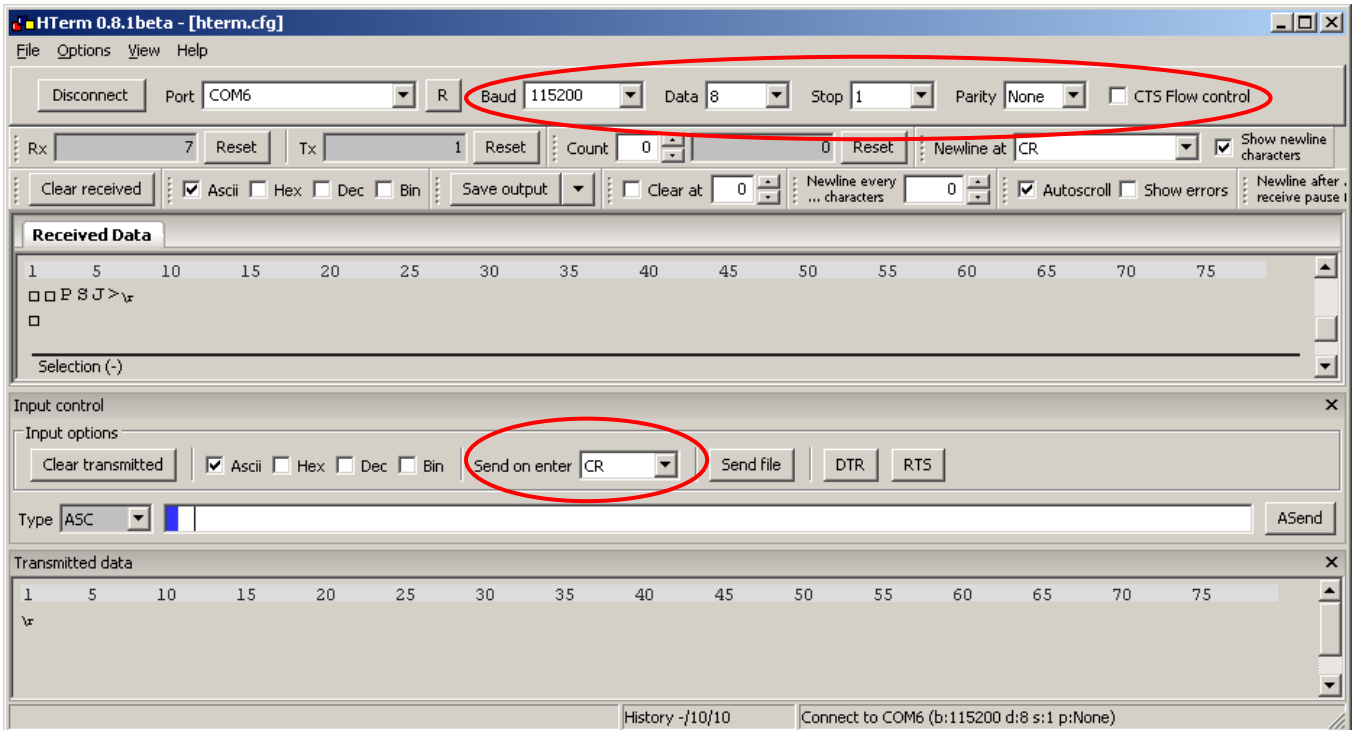 HTerm 0.8.1beta - [hterm.cfg]
File Options View Help
Disconnect Port COM6 R Baud 115200 Data 8 Stop 1 Parity None CTS Flow control
Rx 7 Reset Tx 1 Reset Count 0 0 Reset Newline at CR Show newline characters
Clear received Ascii Hex Dec Bin Save output Clear at 0 Newline every ... characters 0 Autoscroll Show errors Newline after . receive pause
Received Data
1 5 10 15 20 25 30 35 40 45 50 55 60 65 70 75
□□PSJ>\r
□
Selection (-)
Input control
Input options
Clear transmitted Ascii Hex Dec Bin Send on enter CR Send file DTR RTS
Type ASC ASend
Transmitted data
1 5 10 15 20 25 30 35 40 45 50 55 60 65 70 75
\r
History -/10/10 Connect to COM6 (b:115200 d:8 s:1 p:None)